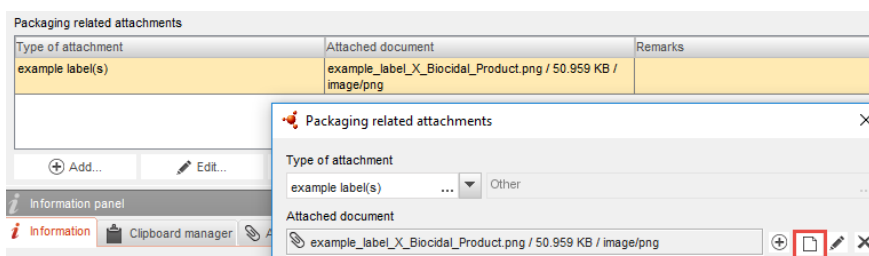 Packaging related attachments
Type of attachment Attached document Remarks
example label(s) example_label_X_Biocidal_Product.png / 50.959 KB /
image/png
Packaging related attachments
Add... Edit...
Type of attachment
example label(s) ... Other ...
Information panel
Attached document
Information Clipboard manager
example_label_X_Biocidal_Product.png / 50.959 KB / image/png